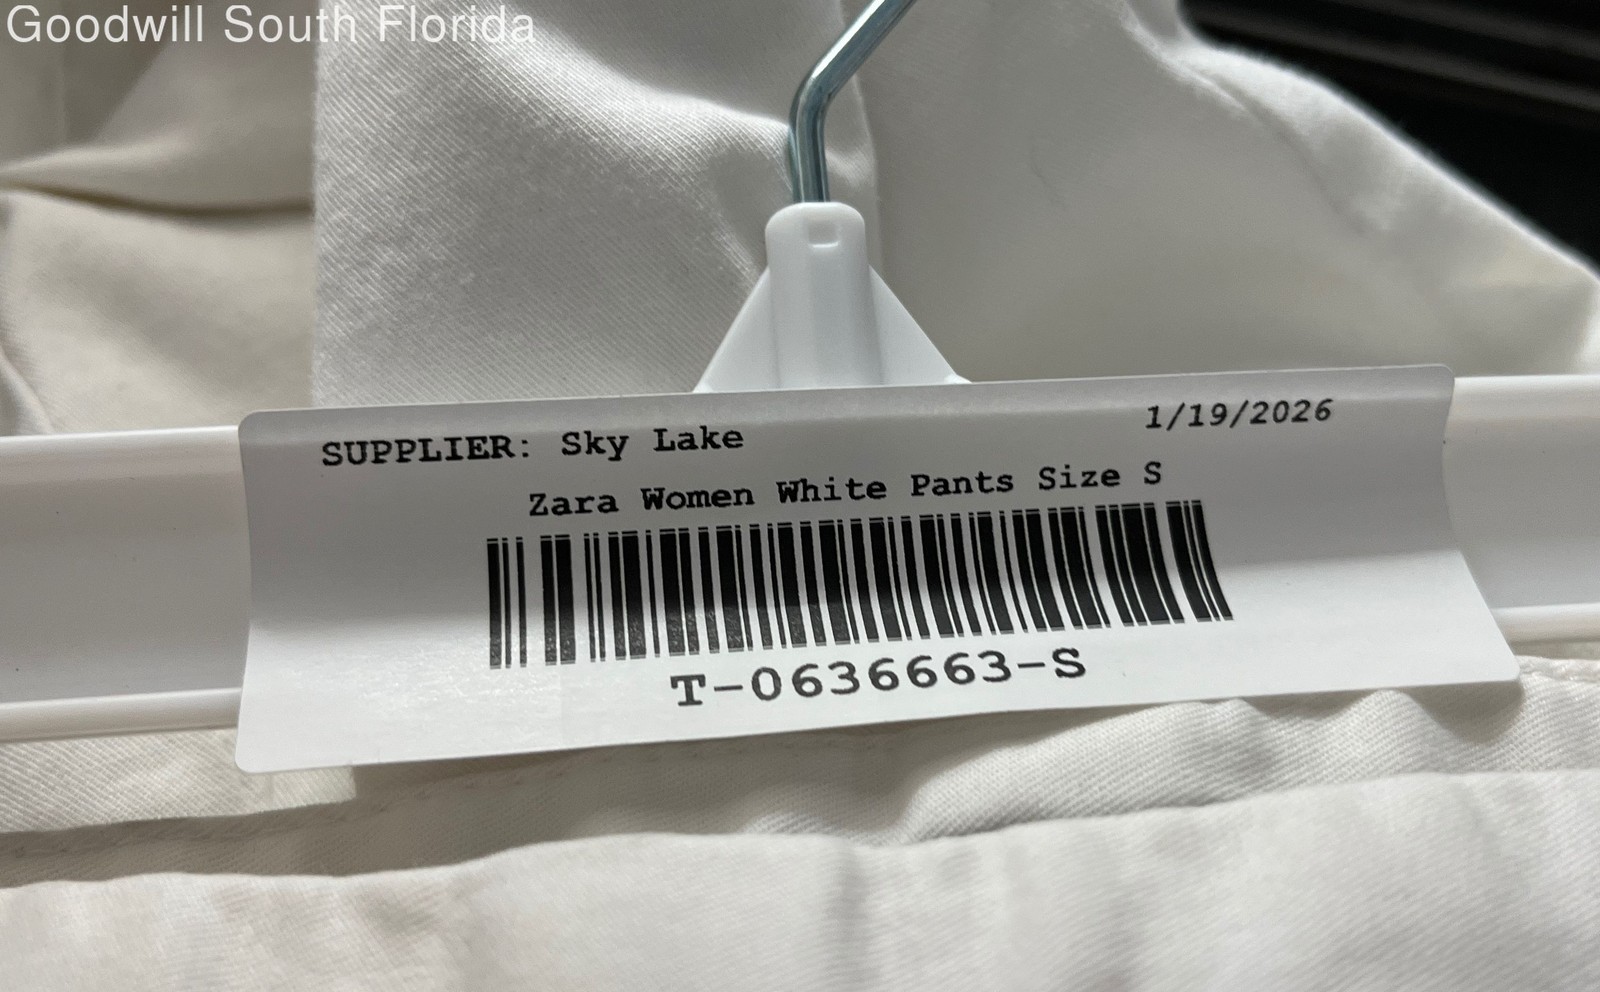 Goodwill South Florida
SUPPLIER: Sky Lake
1/19/2026
Zara Women White Pants Size S
T-0636663-S